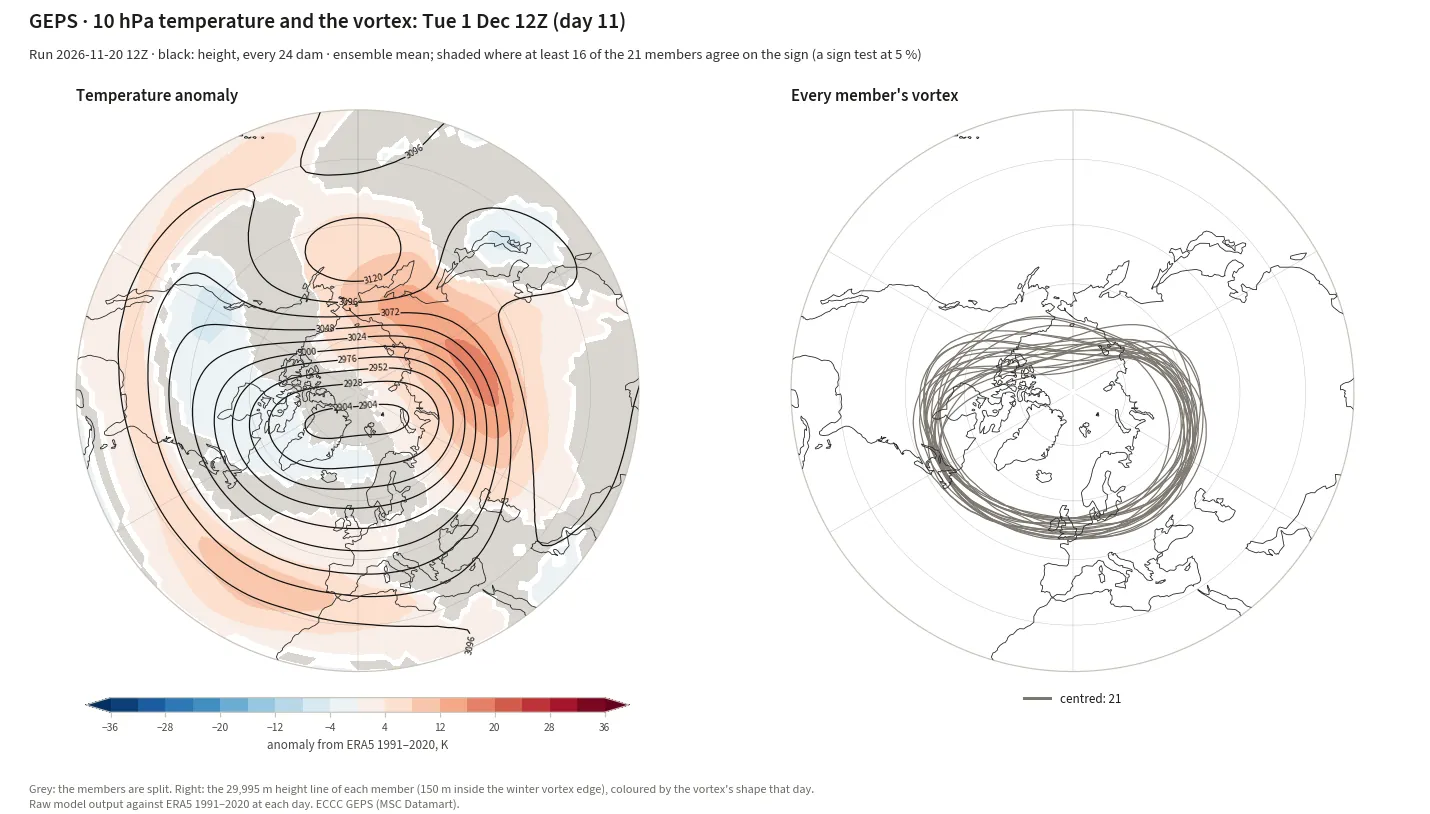 GEPS · 10 hPa temperature and the vortex: Tue 1 Dec 12Z (day 11)
Run 2026-11-20 12Z · black: height, every 24 dam · ensemble mean; shaded where at least 16 of the 21 members agree on the sign (a sign test at 5 %)
Temperature anomaly
Every member's vortex
3096
3120
3096
3072
3048
3024
3000
2976
2952
2928
2904
2904
3096
−36 −28 −20 −12 −4 4 12 20 28 36
anomaly from ERA5 1991–2020, K
centred: 21
Grey: the members are split. Right: the 29,995 m height line of each member (150 m inside the winter vortex edge), coloured by the vortex's shape that day.
Raw model output against ERA5 1991–2020 at each day. ECCC GEPS (MSC Datamart).